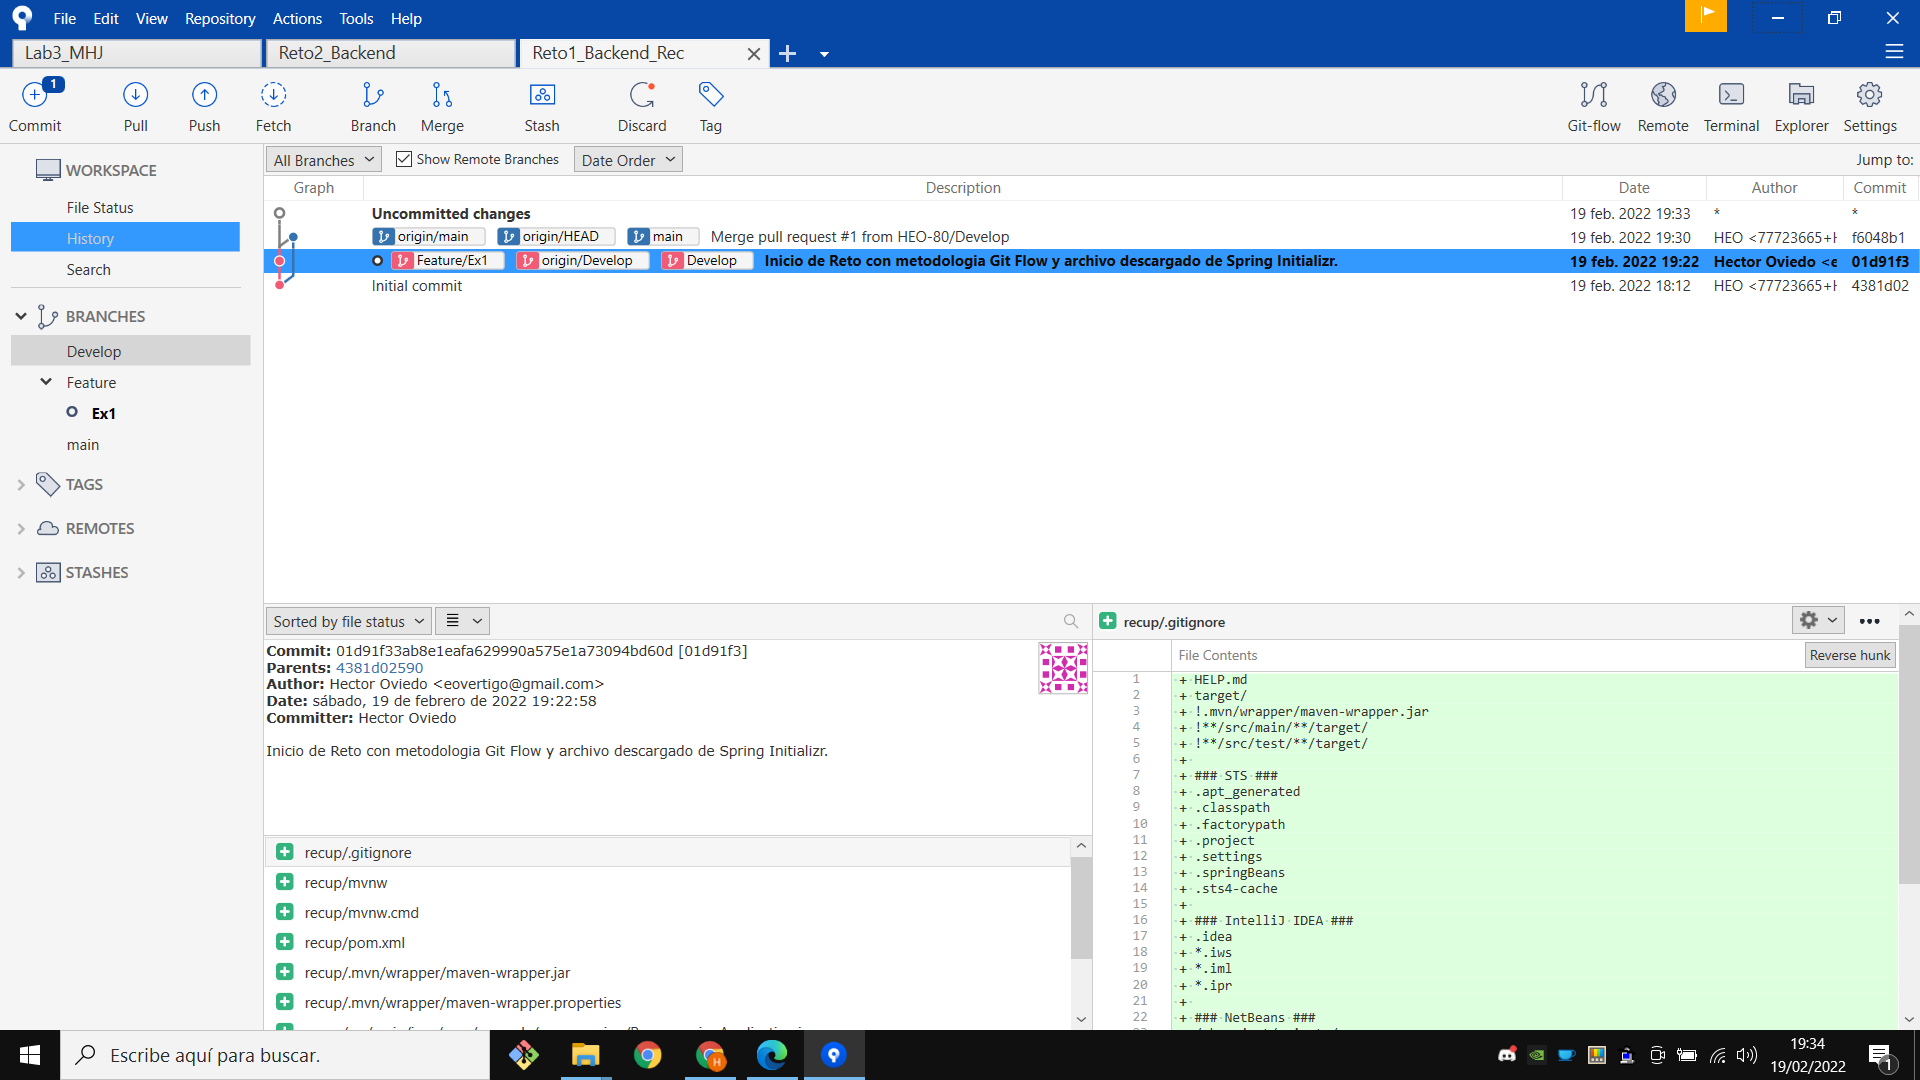 File Edit View Repository Actions Tools Help
Lab3_MHJ Reto2_Backend Reto1_Backend_Rec
1
Commit Pull Push Fetch Branch Merge Stash Discard Tag Git-flow Remote Terminal Explorer Settings
WORKSPACE
File Status
History
Search
BRANCHES
Develop
Feature
Ex1
main
TAGS
REMOTES
STASHES
All Branches Show Remote Branches Date Order Jump to:
Graph Description Date Author Commit
Uncommitted changes 19 feb. 2022 19:33 * *
origin/main origin/HEAD main Merge pull request #1 from HEO-80/Develop 19 feb. 2022 19:30 HEO <77723665+H f6048b1
Feature/Ex1 origin/Develop Develop Inicio de Reto con metodologia Git Flow y archivo descargado de Spring Initializr. 19 feb. 2022 19:22 Hector Oviedo <e 01d91f3
Initial commit 19 feb. 2022 18:12 HEO <77723665+H 4381d02
Sorted by file status
Commit: 01d91f33ab8e1eafa629990a575e1a73094bd60d [01d91f3]
Parents: 4381d02590
Author: Hector Oviedo <eovertigo@gmail.com>
Date: sábado, 19 de febrero de 2022 19:22:58
Committer: Hector Oviedo
Inicio de Reto con metodologia Git Flow y archivo descargado de Spring Initializr.
recup/.gitignore
recup/mvnw
recup/mvnw.cmd
recup/pom.xml
recup/.mvn/wrapper/maven-wrapper.jar
recup/.mvn/wrapper/maven-wrapper.properties
recup/.gitignore
File Contents Reverse hunk
1 + HELP.md
2 + target/
3 + !.mvn/wrapper/maven-wrapper.jar
4 + !**/src/main/**/target/
5 + !**/src/test/**/target/
6 +
7 + ### STS ###
8 + .apt_generated
9 + .classpath
10 + .factorypath
11 + .project
12 + .settings
13 + .springBeans
14 + .sts4-cache
15 +
16 + ### IntelliJ IDEA ###
17 + .idea
18 + *.iws
19 + *.iml
20 + *.ipr
21 +
22 + ### NetBeans ###
Escribe aquí para buscar.
H
19:34
19/02/2022
1